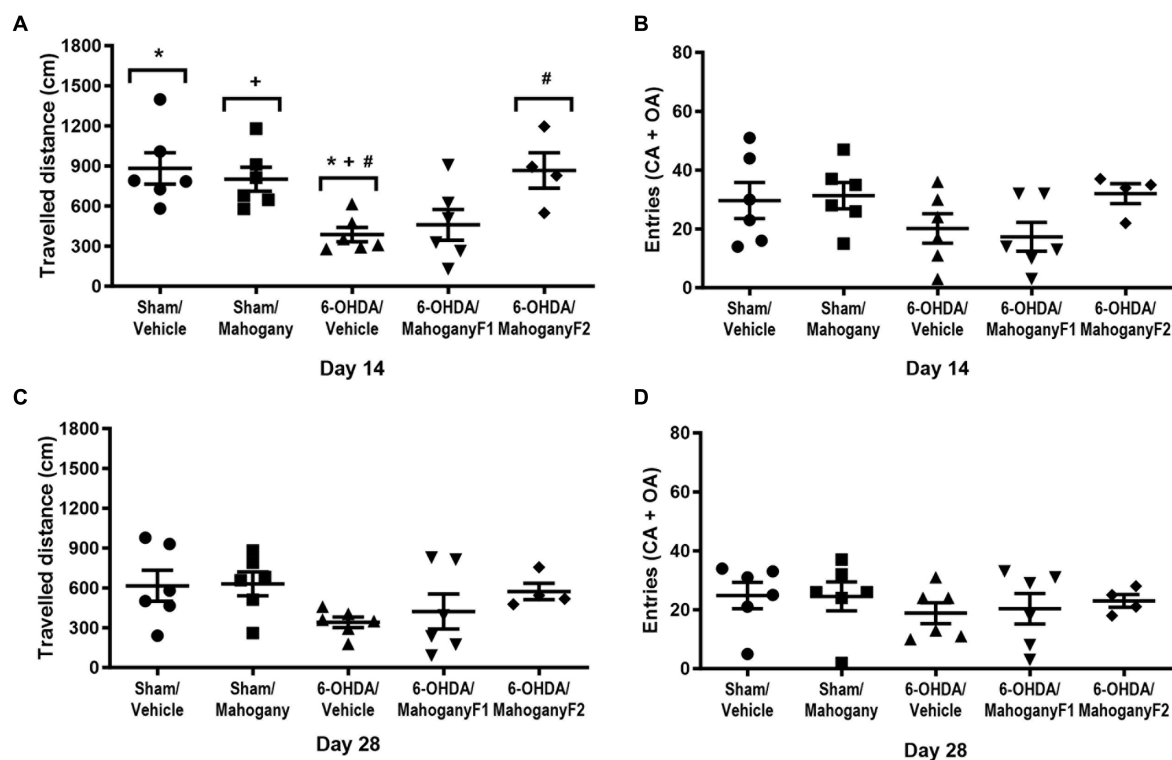 A
Travelled distance (cm)
1800
1500
1200
900
600
300
0
*
+
* + #
#
Sham/ Sham/ 6-OHDA/ 6-OHDA/ 6-OHDA/
Vehicle Mahogany Vehicle MahoganyF1 MahoganyF2
Day 14
B
Entries (CA + OA)
80
60
40
20
0
Sham/ Sham/ 6-OHDA/ 6-OHDA/ 6-OHDA/
Vehicle Mahogany Vehicle MahoganyF1 MahoganyF2
Day 14
C
Travelled distance (cm)
1800
1500
1200
900
600
300
0
Sham/ Sham/ 6-OHDA/ 6-OHDA/ 6-OHDA/
Vehicle Mahogany Vehicle MahoganyF1 MahoganyF2
Day 28
D
Entries (CA + OA)
80
60
40
20
0
Sham/ Sham/ 6-OHDA/ 6-OHDA/ 6-OHDA/
Vehicle Mahogany Vehicle MahoganyF1 MahoganyF2
Day 28